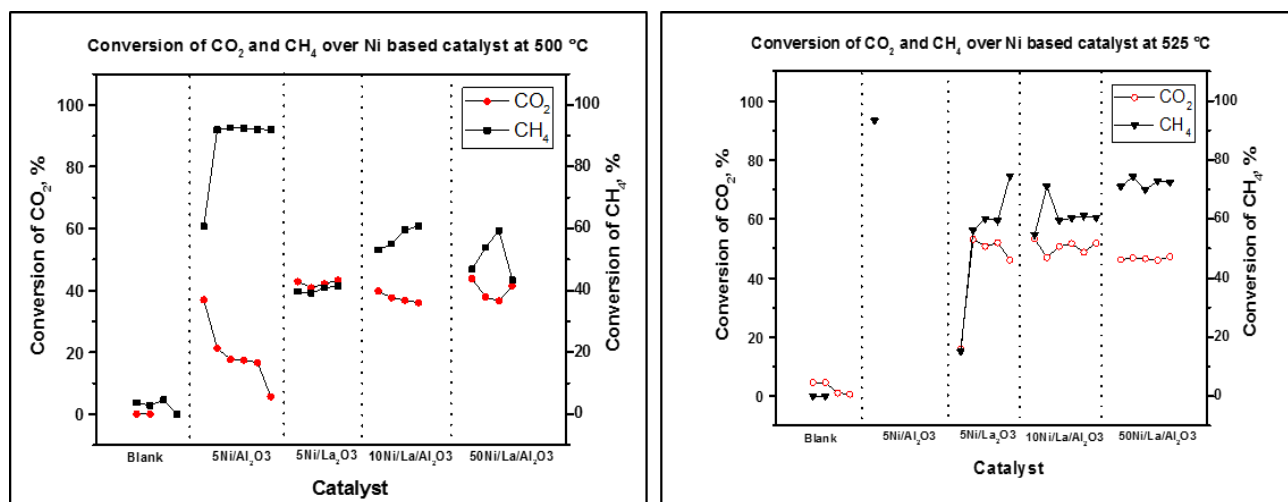 Conversion of CO₂ and CH₄ over Ni based catalyst at 500 °C
CO₂
CH₄
Conversion of CO₂, %
100
80
60
40
20
0
Conversion of CH₄, %
100
80
60
40
20
0
Blank 5Ni/Al₂O3 5Ni/La₂O3 10Ni/La/Al₂O3 50Ni/La/Al₂O3
Catalyst
Conversion of CO₂ and CH₄ over Ni based catalyst at 525 °C
CO₂
CH₄
Conversion of CO₂, %
100
80
60
40
20
0
Conversion of CH₄, %
100
80
60
40
20
0
Blank 5Ni/Al₂O3 5Ni/La₂O3 10Ni/La/Al₂O3 50Ni/La/Al₂O3
Catalyst